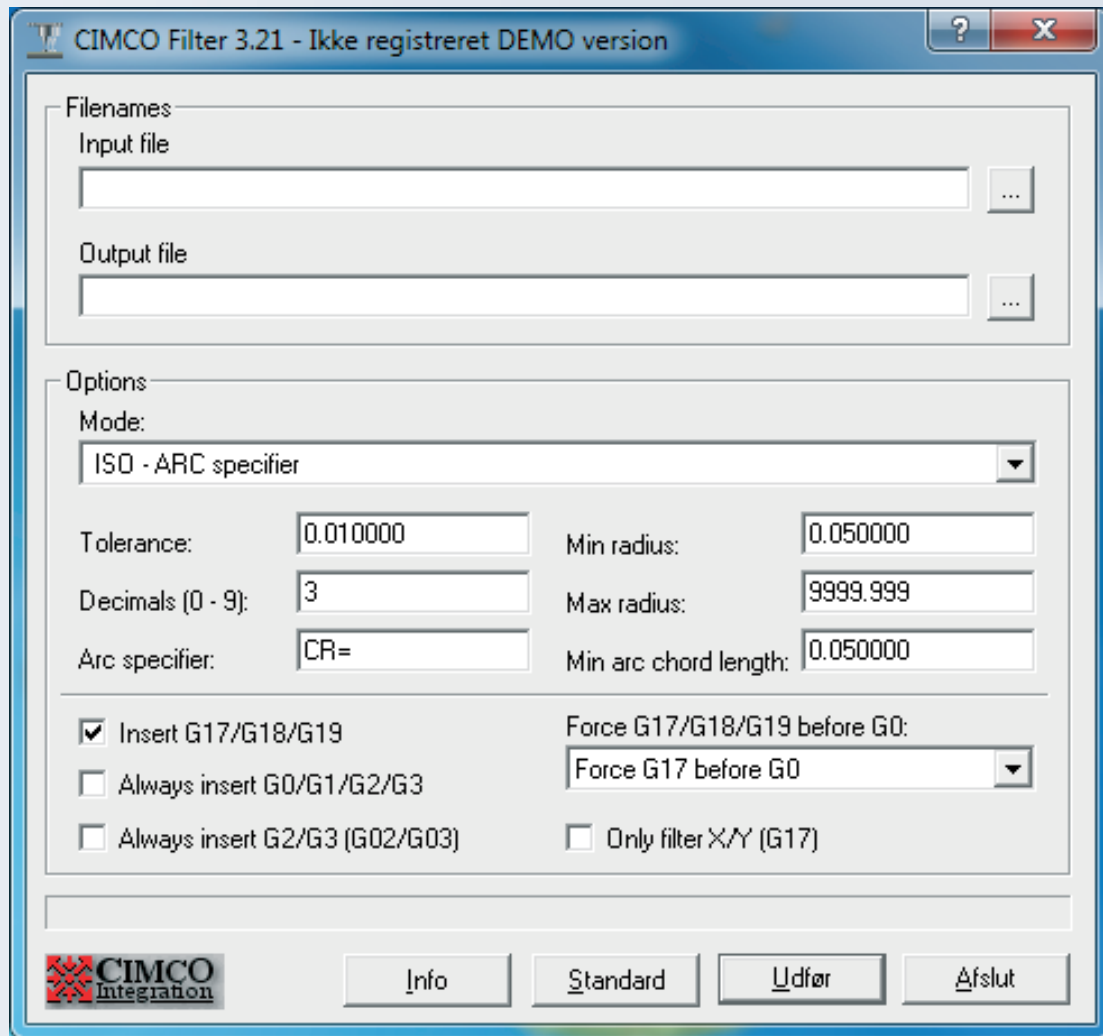 CIMCO Filter 3.21 - Ikke registreret DEMO version
? X
Filenames
Input file
...
Output file
...
Options
Mode:
ISO - ARC specifier
Tolerance: 0.010000 Min radius: 0.050000
Decimals (0 - 9): 3 Max radius: 9999.999
Arc specifier: CR= Min arc chord length: 0.050000
Insert G17/G18/G19 Force G17/G18/G19 before G0:
Always insert G0/G1/G2/G3 Force G17 before G0
Always insert G2/G3 (G02/G03) Only filter X/Y (G17)
CIMCO
Integration
Info Standard Udfør Afslut